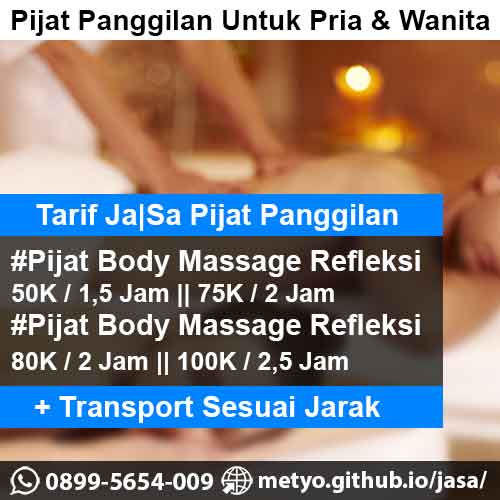 Pijat Panggilan Untuk Pria & Wanita
Tarif Ja|Sa Pijat Panggilan
#Pijat Body Massage Refleksi
50K / 1,5 Jam || 75K / 2 Jam
#Pijat Body Massage Refleksi
80K / 2 Jam || 100K / 2,5 Jam
+ Transport Sesuai Jarak
0899-5654-009 metyo.github.io/jasa/